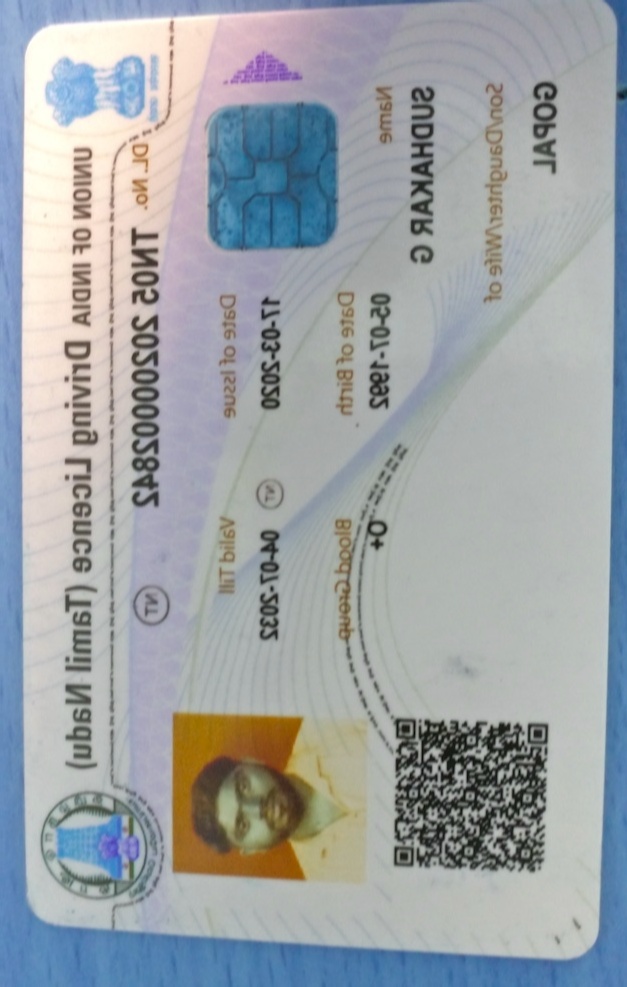 UNION OF INDIA Driving Licence (Tamil Nadu)
DL. No. TN05 20200002842
NT
Date of Issue
Valid Till
17-03-2020
04-07-2032
Date of Birth
Blood Group
05-07-1992
O+
Name
SUDHAKAR G
Son/Daughter/Wife of
GOPAL